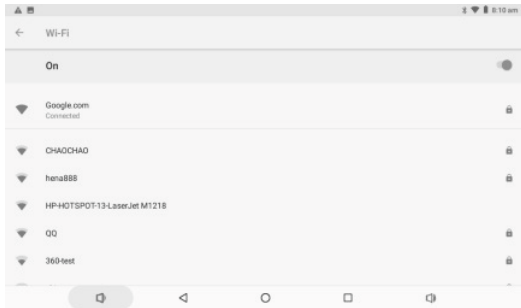 8:10 am
Wi-Fi
On
Google.com
Connected
CHAOCHAO
hena888
HP-HOTSPOT-13-LaserJet M1218
QQ
360-test